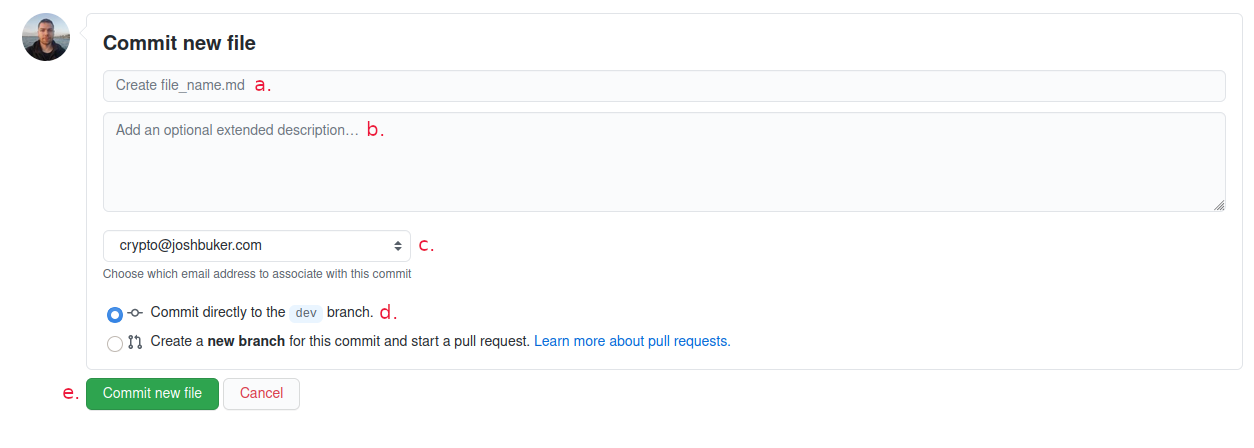 Commit new file
Create file_name.md a.
Add an optional extended description... b.
crypto@joshbuker.com c.
Choose which email address to associate with this commit
Commit directly to the dev branch. d.
Create a new branch for this commit and start a pull request. Learn more about pull requests.
e. Commit new file Cancel